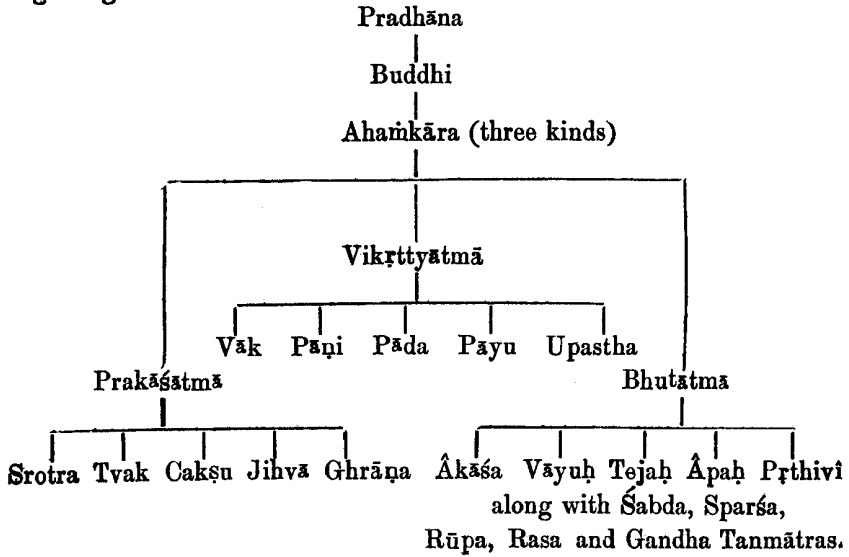 Pradhāna
Buddhi
Ahaṁkāra (three kinds)
Vikṛttyātmā
Vāk Pāṇi Pāda Pāyu Upastha
Prakāśātmā Bhutātmā
Srotra Tvak Cakṣu Jihvā Ghrāṇa Âkāśa Vāyuḥ Tejaḥ Âpaḥ Pṛthivî
along with Śabda, Sparśa,
Rūpa, Rasa and Gandha Tanmātras.